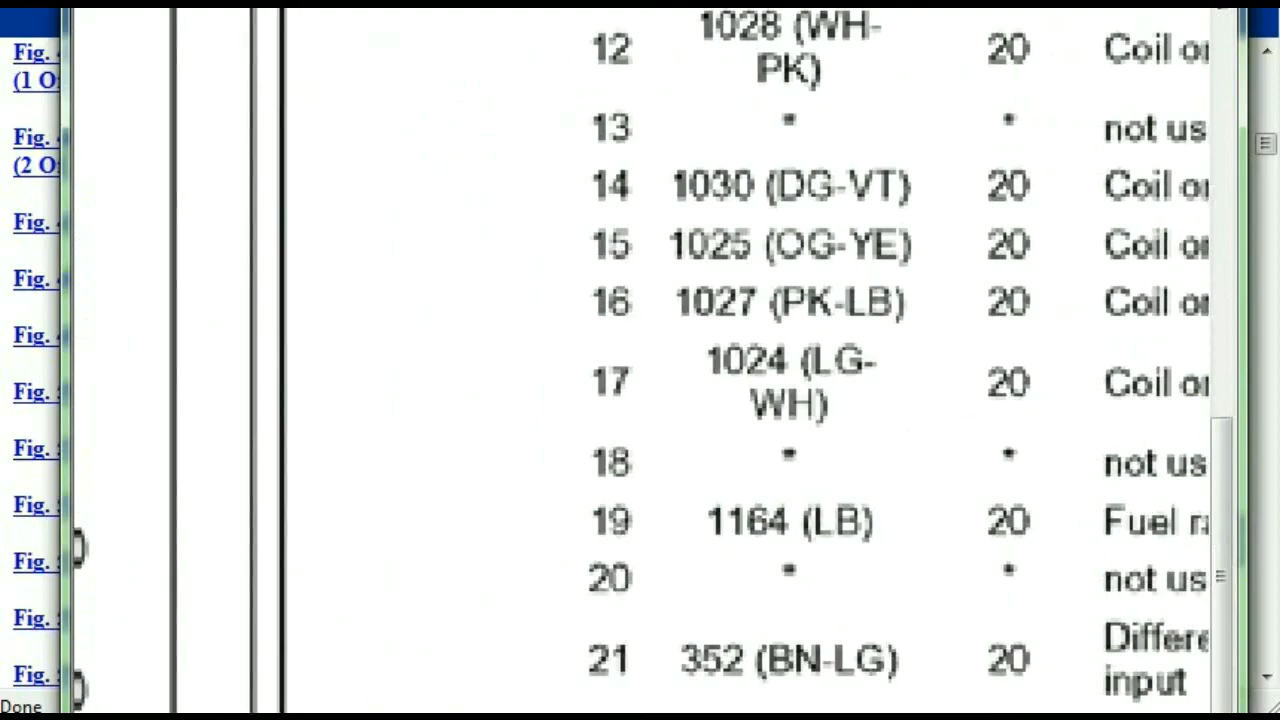 Fig.
(1 O
Fig.
(2 O
Fig.
Fig.
Fig.
Fig.
Fig.
Fig.
Fig.
Fig.
Fig.
Done
12 1028 (WH-
PK) 20 Coil o
13 * * not us
14 1030 (DG-VT) 20 Coil o
15 1025 (OG-YE) 20 Coil o
16 1027 (PK-LB) 20 Coil o
17 1024 (LG-
WH) 20 Coil o
18 * * not us
19 1164 (LB) 20 Fuel r
20 * * not us
21 352 (BN-LG) 20 Differe
input